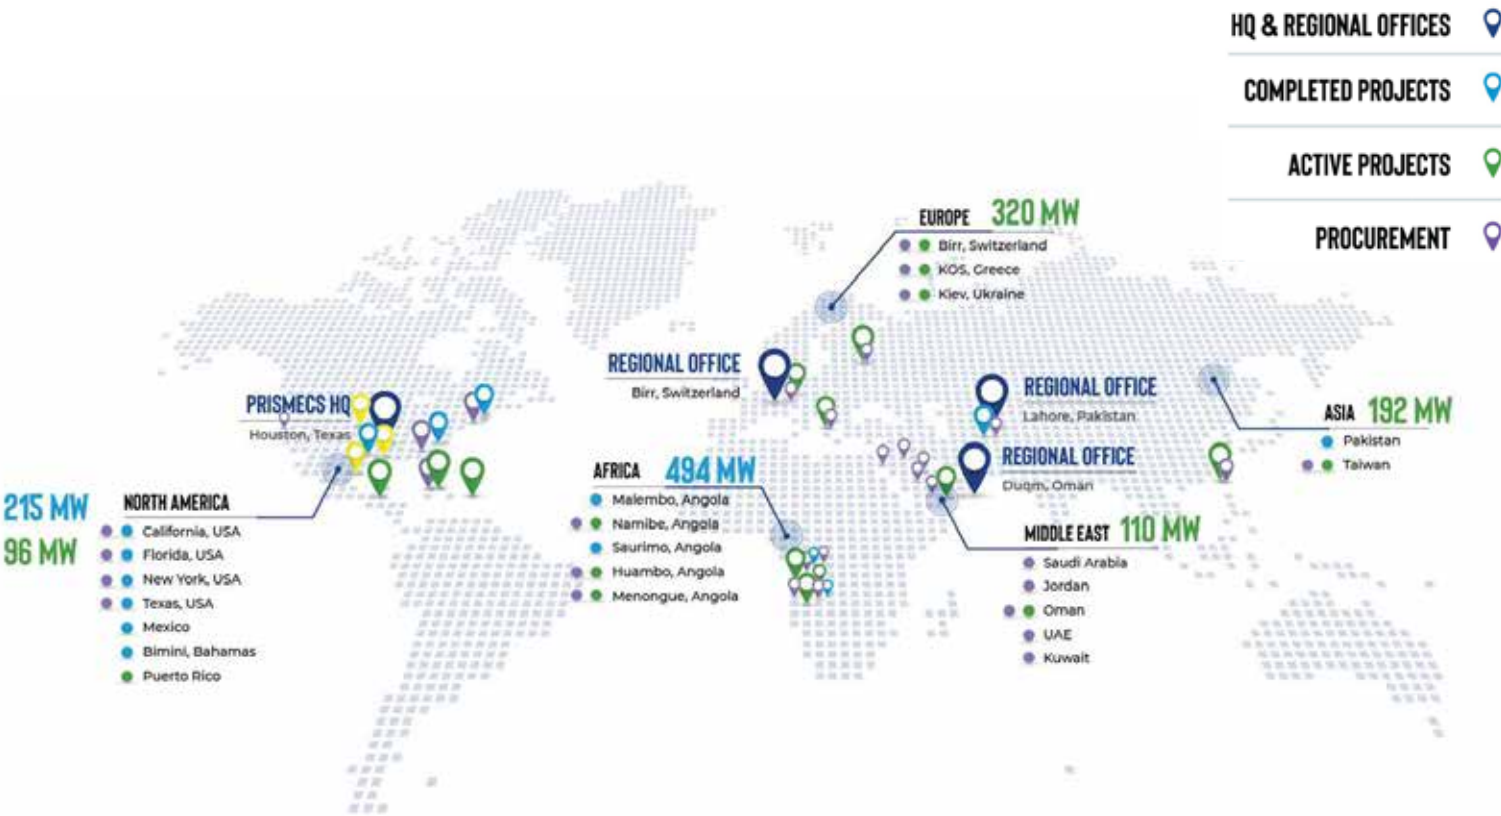 HQ & REGIONAL OFFICES
COMPLETED PROJECTS
ACTIVE PROJECTS
PROCUREMENT
EUROPE 320 MW
Birr, Switzerland
KOS, Greece
Kiev, Ukraine
REGIONAL OFFICE
Birr, Switzerland
REGIONAL OFFICE
Lahore, Pakistan
PRISMECS HQ
Houston, Texas
ASIA 192 MW
Pakistan
Taiwan
REGIONAL OFFICE
Duqm, Oman
AFRICA 494 MW
Malembo, Angola
Namibe, Angola
Saurimo, Angola
Huambo, Angola
Menongue, Angola
215 MW
96 MW
NORTH AMERICA
California, USA
Florida, USA
New York, USA
Texas, USA
Mexico
Bimini, Bahamas
Puerto Rico
MIDDLE EAST 110 MW
Saudi Arabia
Jordan
Oman
UAE
Kuwait